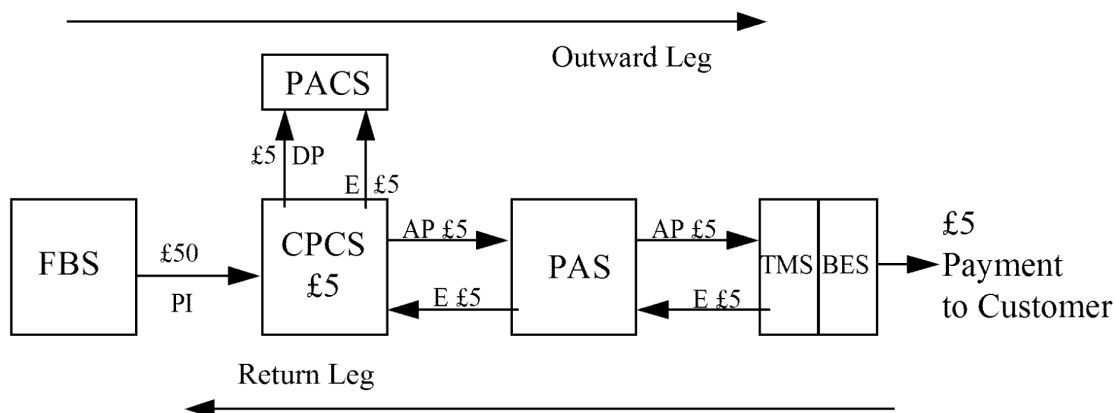 Outward Leg
PACS
£5 DP
E £5
FBS
£50
PI
CPCS
£5
AP £5
E £5
PAS
AP £5
E £5
TMS BES
£5
Payment
to Customer
Return Leg